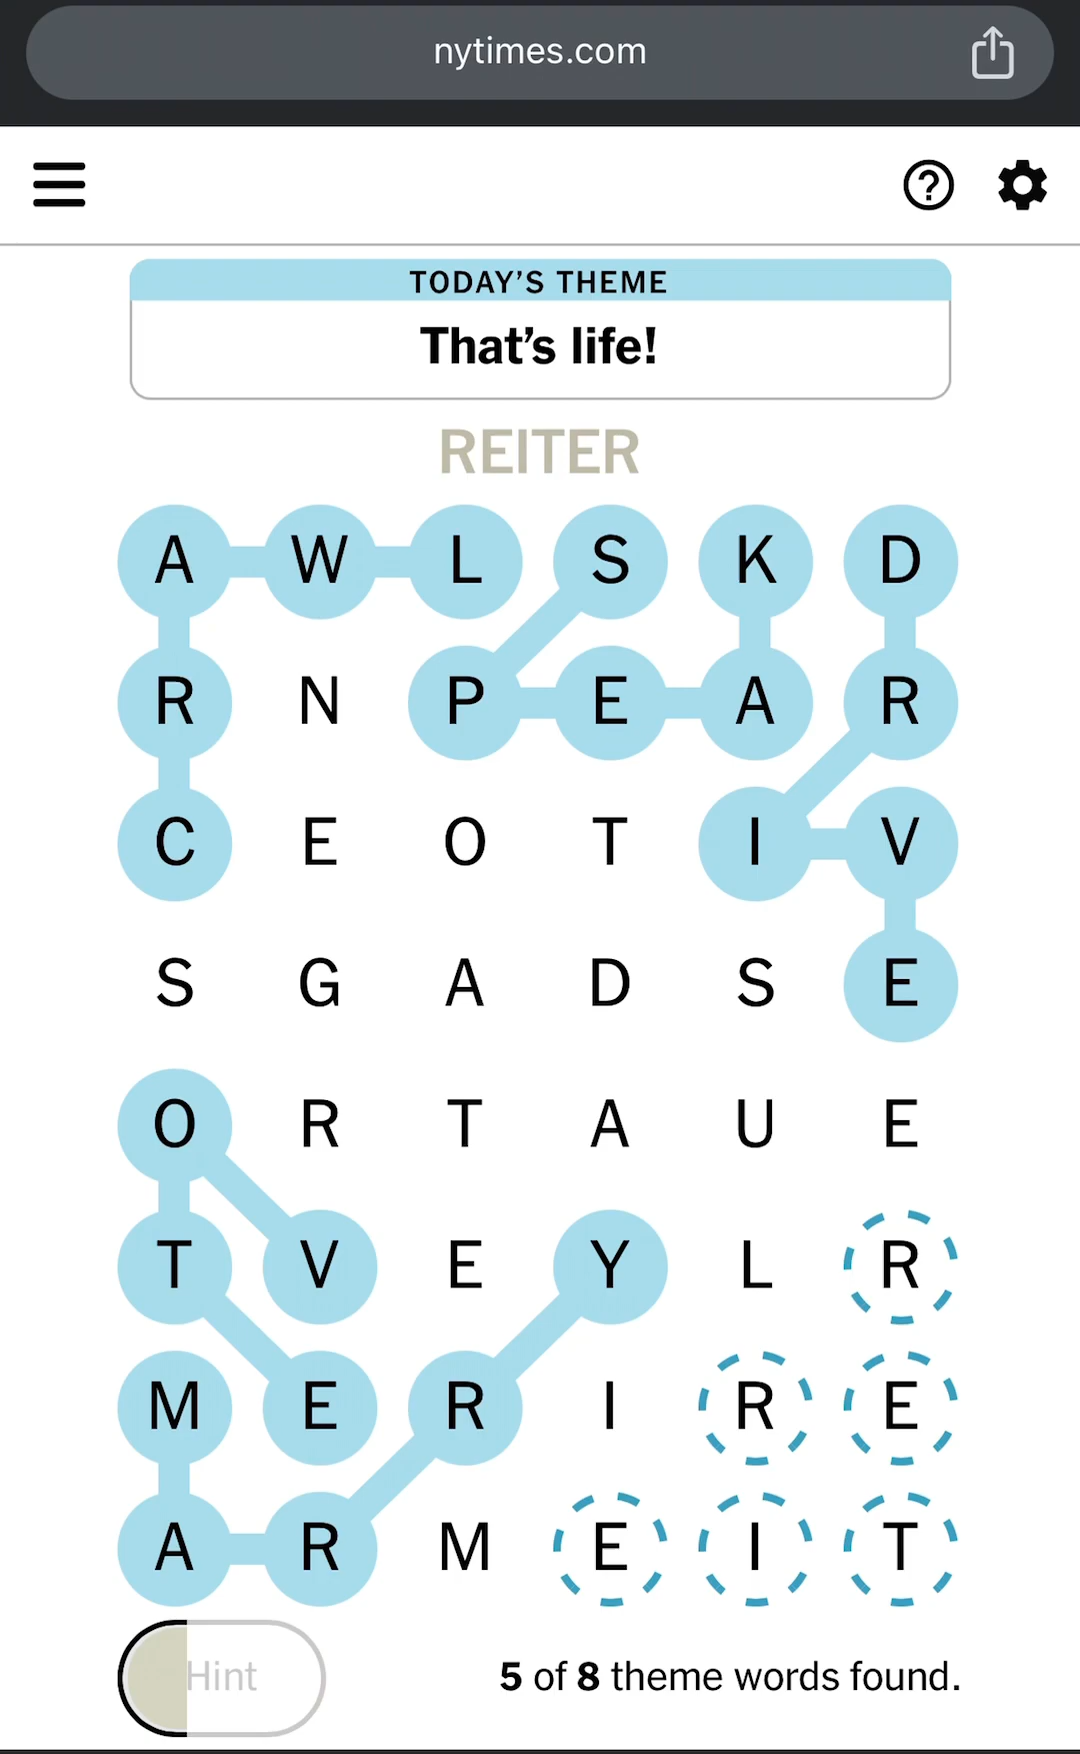 nytimes.com
TODAY'S THEME
That's life!
REITER
A W L S K D
R N P E A R
C E O T I V
S G A D S E
O R T A U E
T V E Y L R
M E R I R E
A R M E I T
Hint
5 of 8 theme words found.